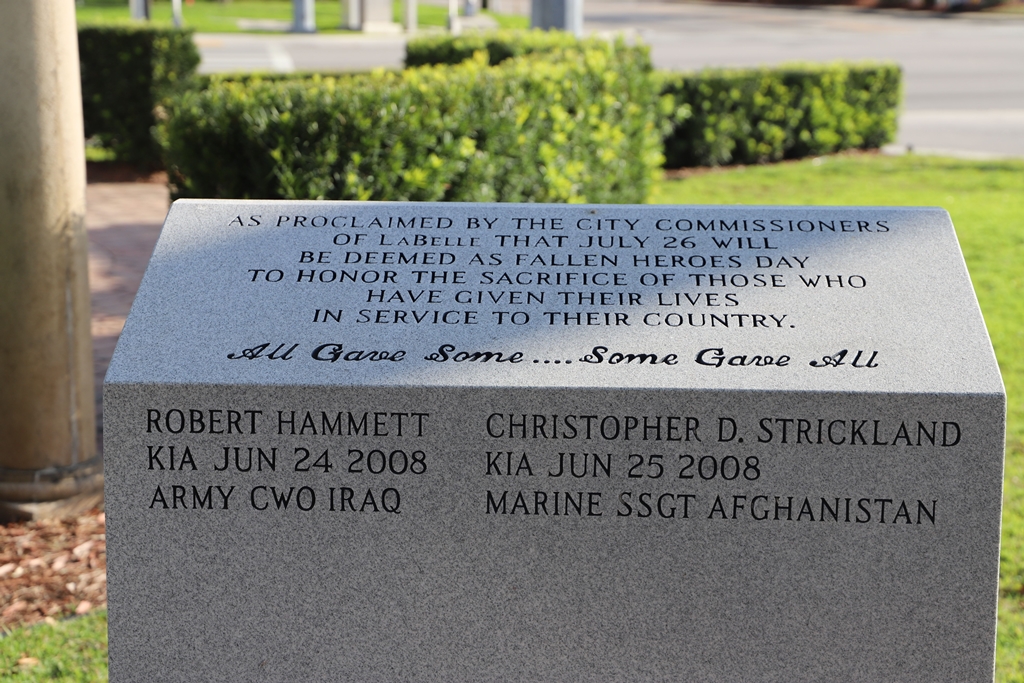 AS PROCLAIMED BY THE CITY COMMISSIONERS
OF LABELLE THAT JULY 26 WILL
BE DEEMED AS FALLEN HEROES DAY
TO HONOR THE SACRIFICE OF THOSE WHO
HAVE GIVEN THEIR LIVES
IN SERVICE TO THEIR COUNTRY.
All Gave Some....Some Gave All
ROBERT HAMMETT
KIA JUN 24 2008
ARMY CWO IRAQ
CHRISTOPHER D. STRICKLAND
KIA JUN 25 2008
MARINE SSGT AFGHANISTAN